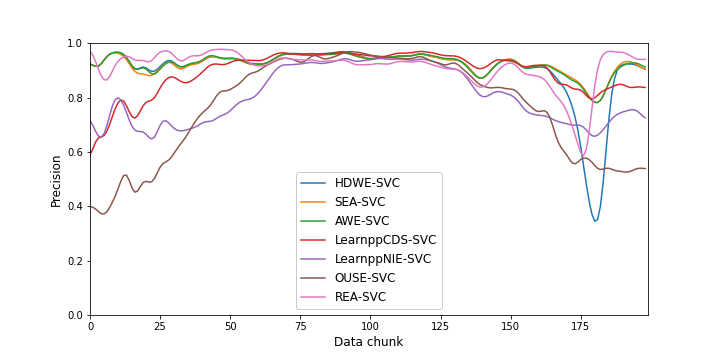 1.0
0.8
0.6
0.4
0.2
0.0
Precision
0 25 50 75 100 125 150 175
Data chunk
HDWE-SVC
SEA-SVC
AWE-SVC
LearnppCDS-SVC
LearnppNIE-SVC
OUSE-SVC
REA-SVC